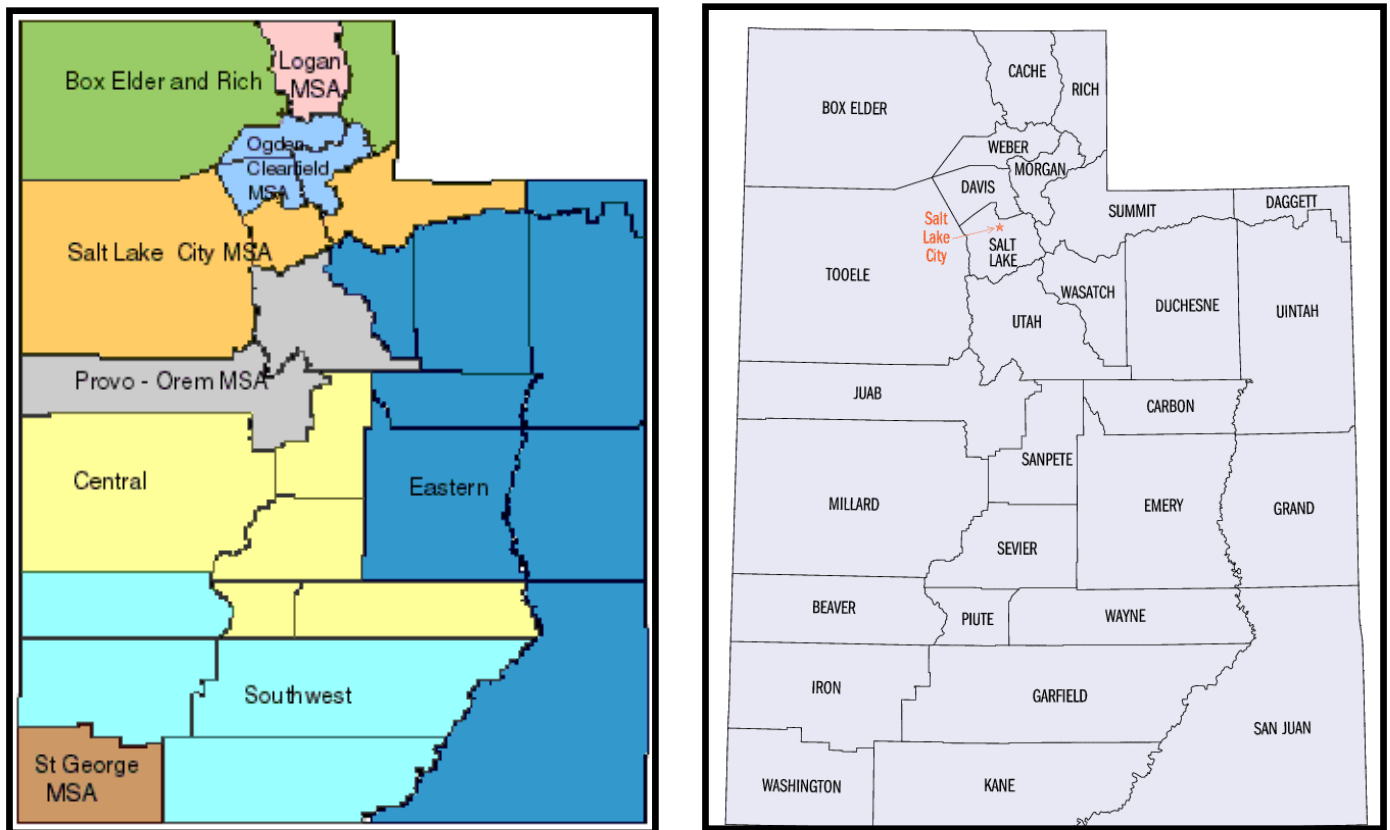 Box Elder and Rich
Logan
MSA
Ogden
Clearfield
MSA
Salt Lake City MSA
Provo - Orem MSA
Central
Eastern
Southwest
St George
MSA
CACHE
RICH
BOX ELDER
WEBER
MORGAN
DAVIS
SUMMIT
DAGGETT
Salt
Lake
City
SALT
LAKE
TOOELE
WASATCH
DUCHESNE
UINTAH
UTAH
JUAB
CARBON
SANPETE
MILLARD
EMERY
GRAND
SEVIER
BEAVER
PIUTE
WAYNE
IRON
GARFIELD
SAN JUAN
WASHINGTON
KANE